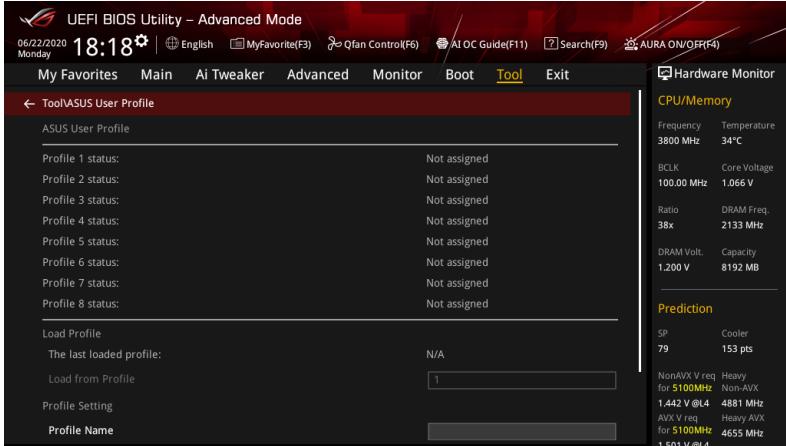 UEFI BIOS Utility – Advanced Mode
06/22/2020 Monday 18:18 English MyFavorite(F3) Qfan Control(F6) AI OC Guide(F11) ? Search(F9) AURA ON/OFF(F4)
My Favorites Main Ai Tweaker Advanced Monitor Boot Tool Exit
← Tool\ASUS User Profile
ASUS User Profile
Profile 1 status: Not assigned
Profile 2 status: Not assigned
Profile 3 status: Not assigned
Profile 4 status: Not assigned
Profile 5 status: Not assigned
Profile 6 status: Not assigned
Profile 7 status: Not assigned
Profile 8 status: Not assigned
Load Profile
The last loaded profile: N/A
Load from Profile 1
Profile Setting
Profile Name
Hardware Monitor
CPU/Memory
Frequency Temperature
3800 MHz 34°C
BCLK Core Voltage
100.00 MHz 1.066 V
Ratio DRAM Freq.
38x 2133 MHz
DRAM Volt. Capacity
1.200 V 8192 MB
Prediction
SP Cooler
79 153 pts
NonAVX V req Heavy
for 5100MHz Non-AVX
1.442 V @L4 4881 MHz
AVX V req Heavy AVX
for 5100MHz 4655 MHz
1.501 V @L4